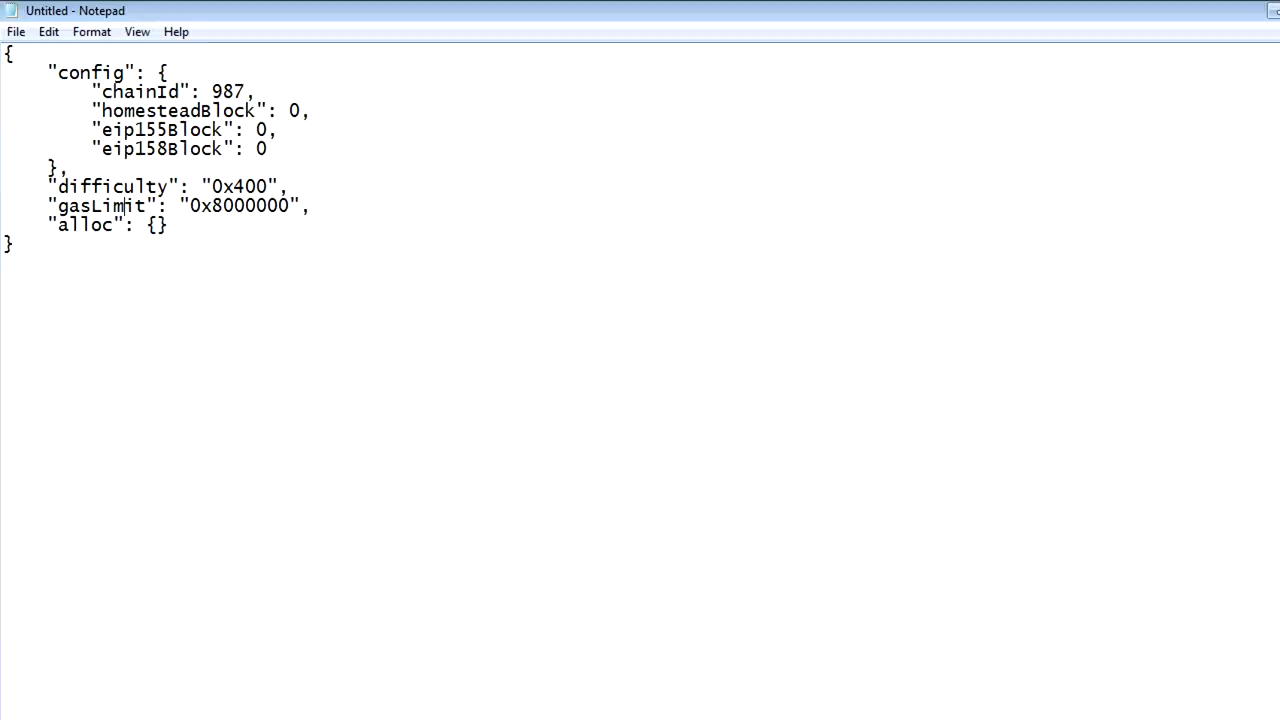 Untitled - Notepad
File Edit Format View Help
{
    "config": {
        "chainId": 987,
        "homesteadBlock": 0,
        "eip155Block": 0,
        "eip158Block": 0
    },
    "difficulty": "0x400",
    "gasLimit": "0x8000000",
    "alloc": {}
}